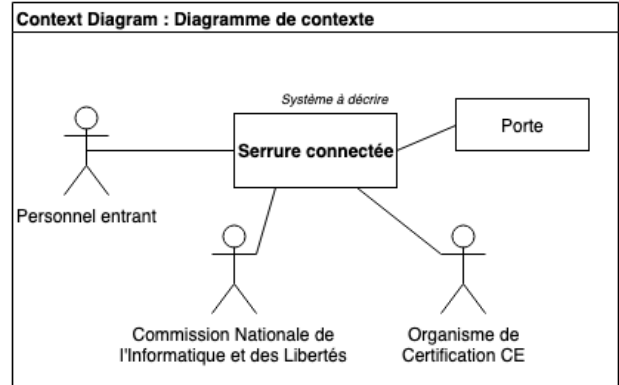 Context Diagram : Diagramme de contexte
Système à décrire
Serrure connectée
Porte
Personnel entrant
Commission Nationale de
l'Informatique et des Libertés
Organisme de
Certification CE